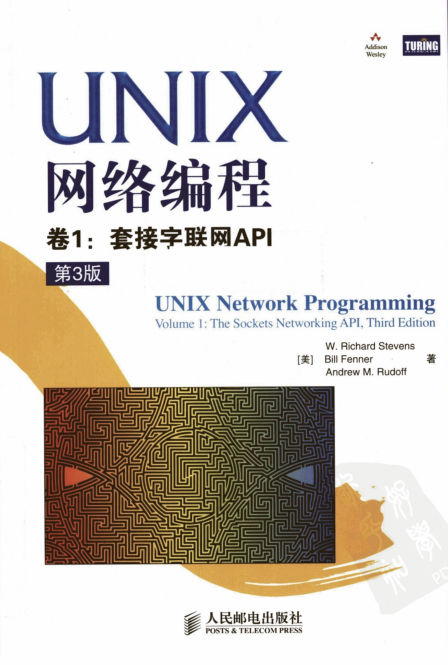 Addison
Wesley
TURING
UNIX
网络编程
卷1：套接字联网API
第3版
UNIX Network Programming
Volume 1: The Sockets Networking API, Third Edition
W. Richard Stevens
[美] Bill Fenner 著
Andrew M. Rudoff
人民邮电出版社
POSTS & TELECOM PRESS